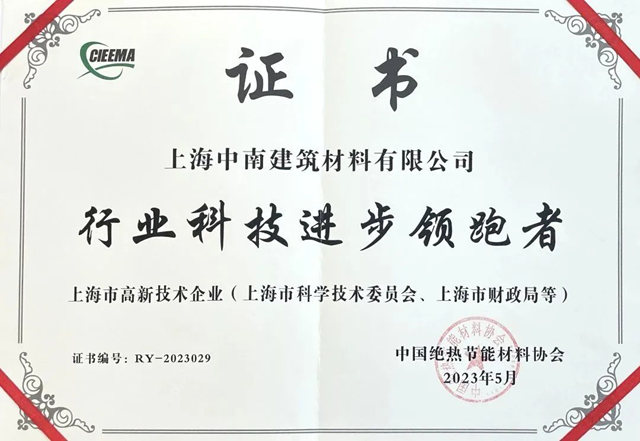 CIEEMA
证 书
上海中南建筑材料有限公司
行业科技进步领跑者
上海市高新技术企业（上海市科学技术委员会、上海市财政局等）
证书编号：RY-2023029
中国绝热节能材料协会
2023年5月